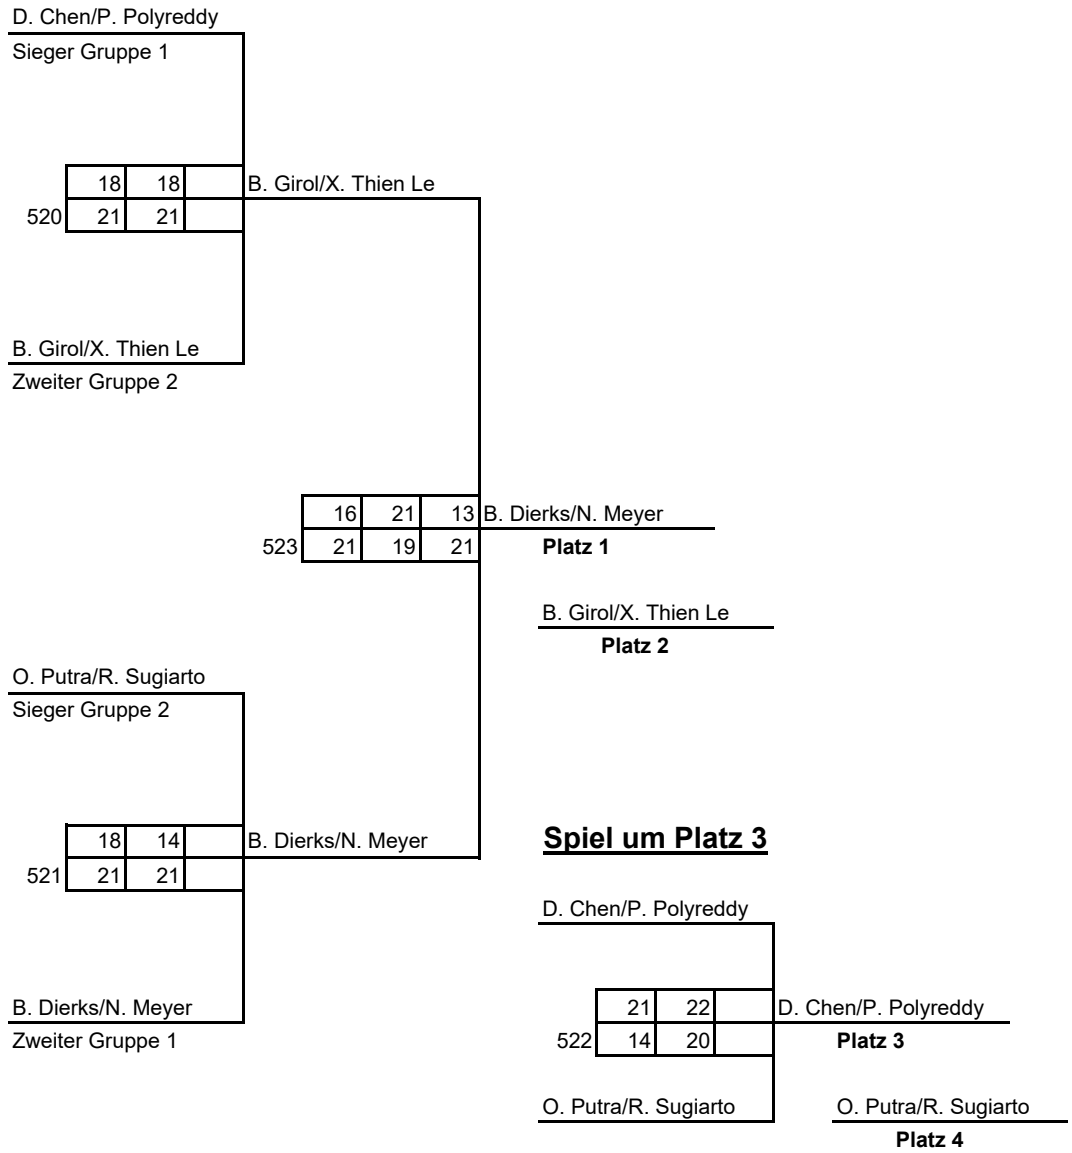 D. Chen/P. Polyreddy
Sieger Gruppe 1
18 18 B. Girol/X. Thien Le
520 21 21
B. Girol/X. Thien Le
Zweiter Gruppe 2
16 21 13 B. Dierks/N. Meyer
523 21 19 21 Platz 1
B. Girol/X. Thien Le
Platz 2
O. Putra/R. Sugiarto
Sieger Gruppe 2
18 14 B. Dierks/N. Meyer
521 21 21
B. Dierks/N. Meyer
Zweiter Gruppe 1
Spiel um Platz 3
D. Chen/P. Polyreddy
21 22 D. Chen/P. Polyreddy
522 14 20 Platz 3
O. Putra/R. Sugiarto
O. Putra/R. Sugiarto
Platz 4